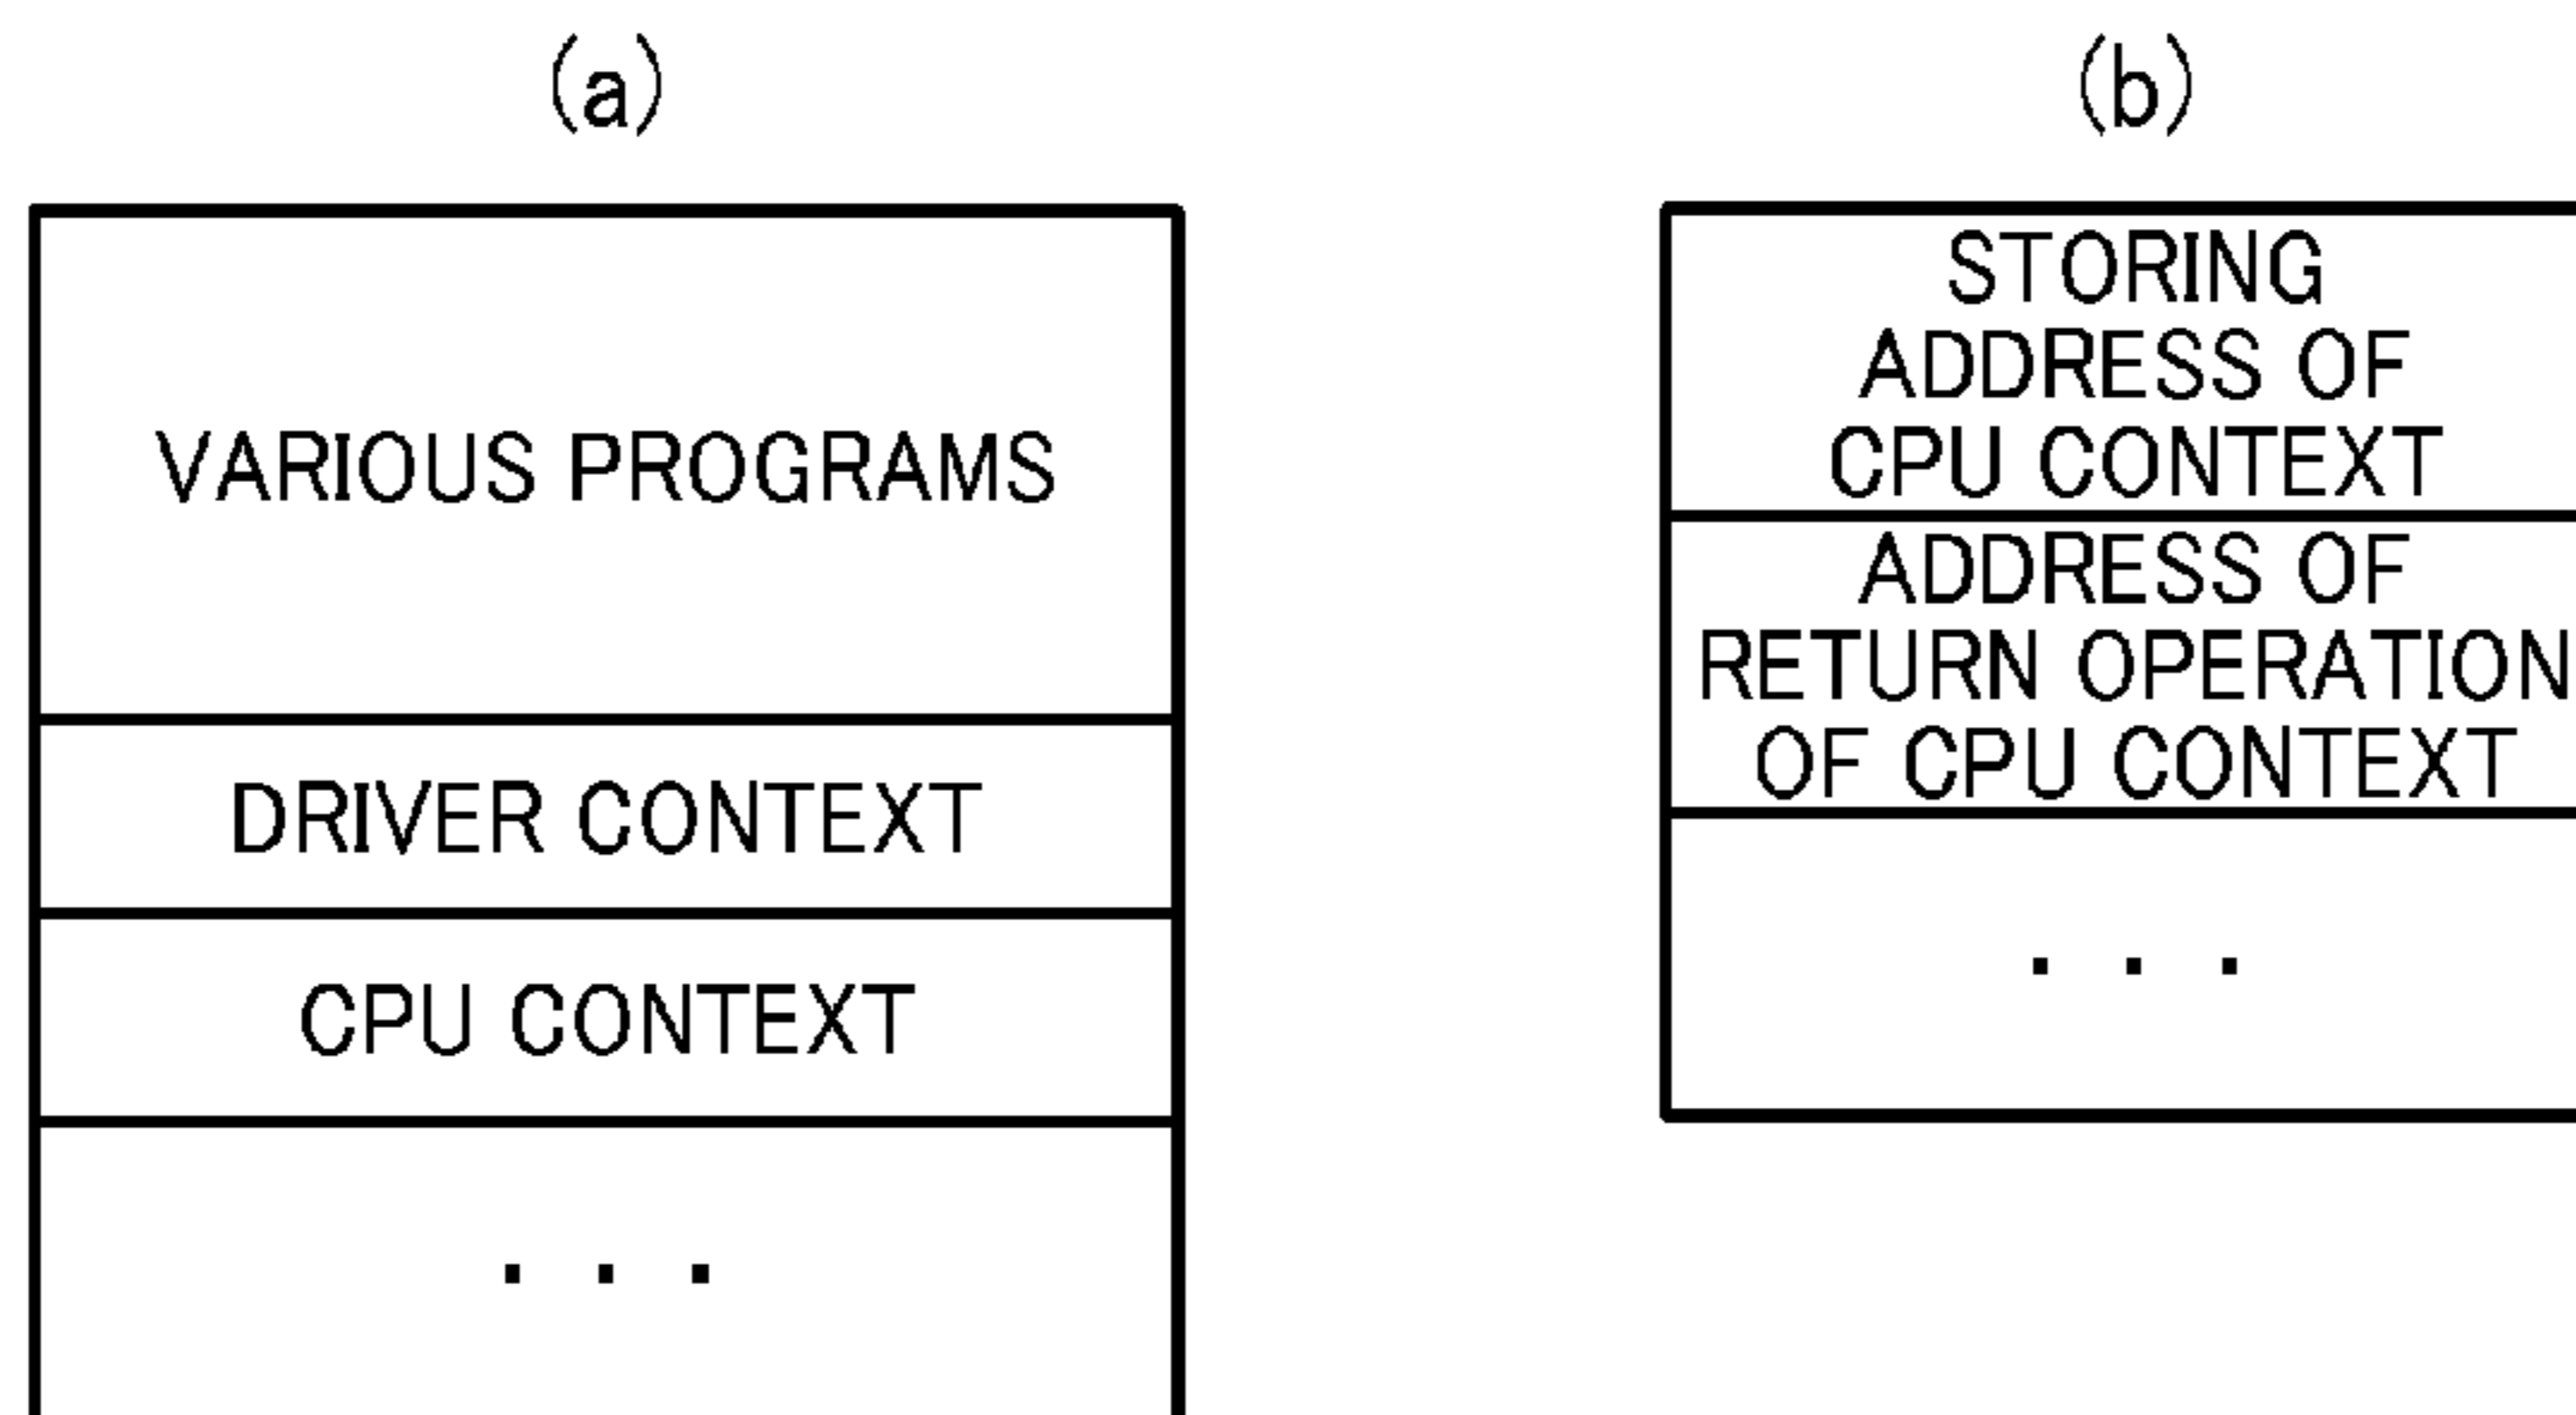 (a)
VARIOUS PROGRAMS
DRIVER CONTEXT
CPU CONTEXT
. . .
(b)
STORING
ADDRESS OF
CPU CONTEXT
ADDRESS OF
RETURN OPERATION
OF CPU CONTEXT
. . .